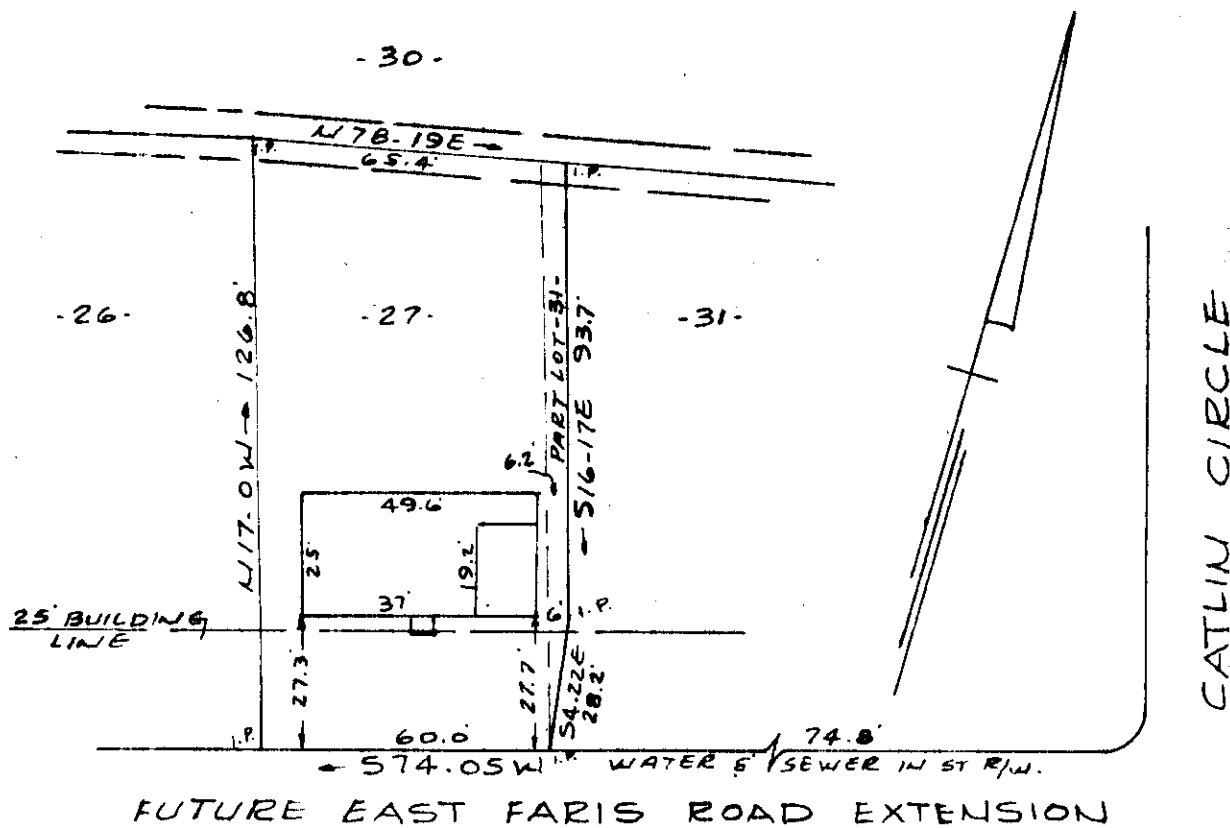 -30-
N 78-19E
65.4'
I.P.
I.P.
-26-
-27-
-31-
N17-0W
126.8'
PART LOT-31-
S16-17E 93.7'
6.2'
49.6'
25'
19.2'
37'
6'
I.P.
25' BUILDING
LINE
27.3'
27.7'
S4.22E
28.2'
I.P.
60.0'
74.8'
S74.05W
I.P.
WATER & SEWER IN ST R/W.
FUTURE EAST FARIS ROAD EXTENSION
CATLIN CIRCLE